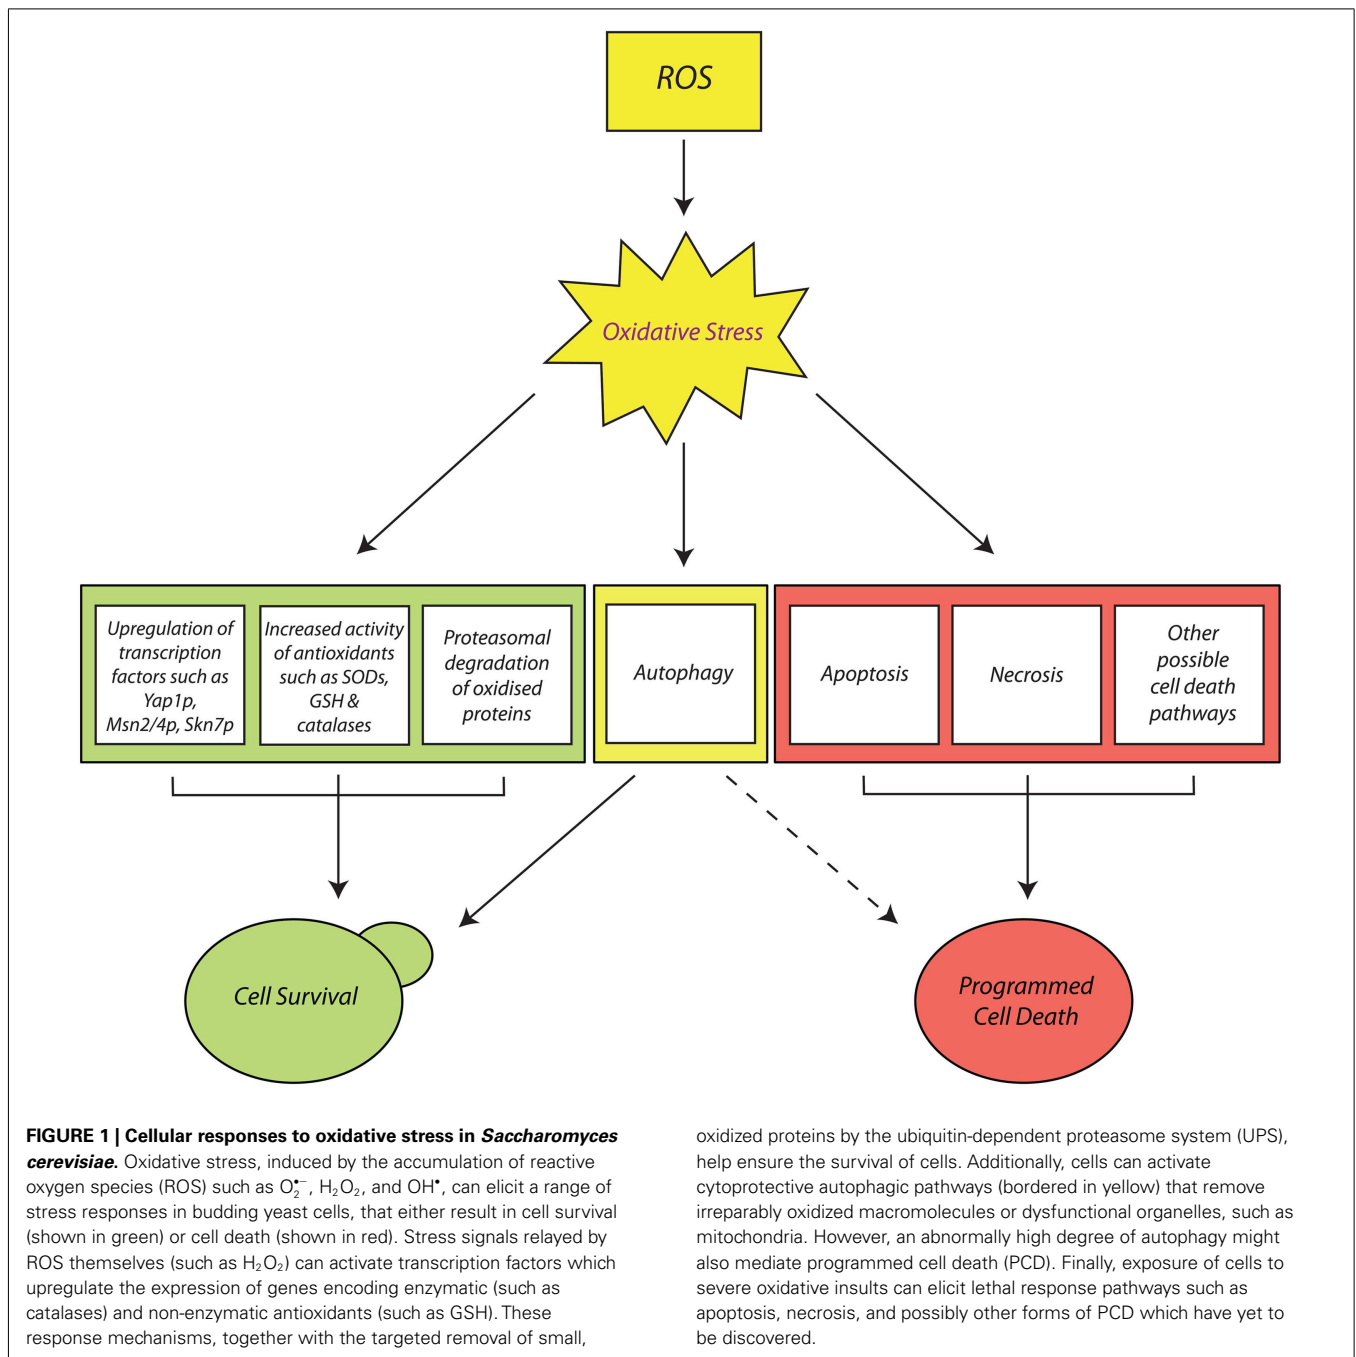 ROS
Oxidative Stress
Upregulation of
transcription
factors such as
Yap1p,
Msn2/4p, Skn7p
Increased activity
of antioxidants
such as SODs,
GSH &
catalases
Proteasomal
degradation
of oxidised
proteins
Autophagy
Apoptosis
Necrosis
Other
possible
cell death
pathways
Cell Survival
Programmed
Cell Death
FIGURE 1 | Cellular responses to oxidative stress in Saccharomyces
cerevisiae. Oxidative stress, induced by the accumulation of reactive
oxygen species (ROS) such as O₂•⁻, H₂O₂, and OH•, can elicit a range of
stress responses in budding yeast cells, that either result in cell survival
(shown in green) or cell death (shown in red). Stress signals relayed by
ROS themselves (such as H₂O₂) can activate transcription factors which
upregulate the expression of genes encoding enzymatic (such as
catalases) and non-enzymatic antioxidants (such as GSH). These
response mechanisms, together with the targeted removal of small,
oxidized proteins by the ubiquitin-dependent proteasome system (UPS),
help ensure the survival of cells. Additionally, cells can activate
cytoprotective autophagic pathways (bordered in yellow) that remove
irreparably oxidized macromolecules or dysfunctional organelles, such as
mitochondria. However, an abnormally high degree of autophagy might
also mediate programmed cell death (PCD). Finally, exposure of cells to
severe oxidative insults can elicit lethal response pathways such as
apoptosis, necrosis, and possibly other forms of PCD which have yet to
be discovered.